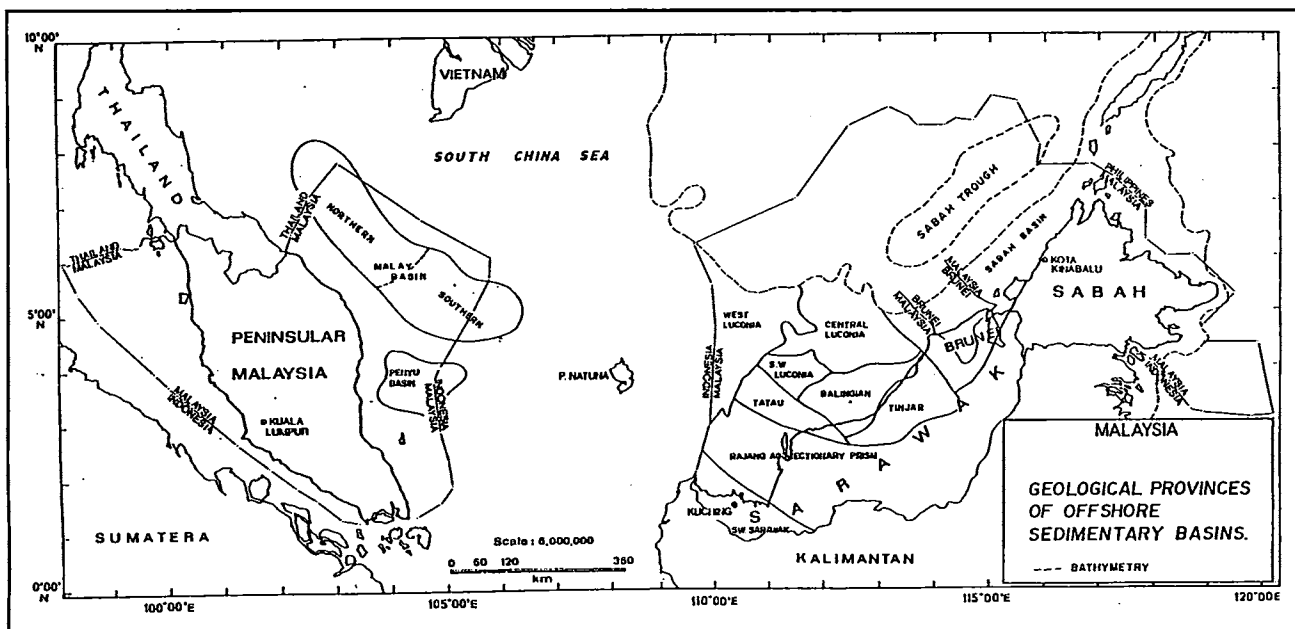 10°00'
N
5°00'
N
0°00'
N
100°00'E
105°00'E
110°00'E
115°00'E
120°00'E
THAILAND
VIETNAM
SOUTH CHINA SEA
THAILAND
MALAYSIA
THAILAND
MALAYSIA
NORTHERN
MALAY
BASIN
SOUTHERN
PENINSULAR
MALAYSIA
PENYU
BASIN
MALAYSIA
INDONESIA
MALAYSIA
INDONESIA
KUALA
LUMPUR
P. NATUNA
SUMATERA
Scale : 6,000,000
0 60 120 360
km
SABAH TROUGH
SABAH BASIN
PHILIPPINES
MALAYSIA
KOTA
KINABALU
SABAH
MALAYSIA
BRUNEI
BRUNEI
MALAYSIA
BRUNEI
WEST
LUCONIA
CENTRAL
LUCONIA
S.W
LUCONIA
INDONESIA
MALAYSIA
TATAU
BALINGIAN
TINJAR
RAJANG ACCRECTIONARY PRISM
SARAWAK
KUCHING
SW SARAWAK
KALIMANTAN
MALAYSIA
INDONESIA
MALAYSIA
GEOLOGICAL PROVINCES
OF OFFSHORE
SEDIMENTARY BASINS.
BATHYMETRY